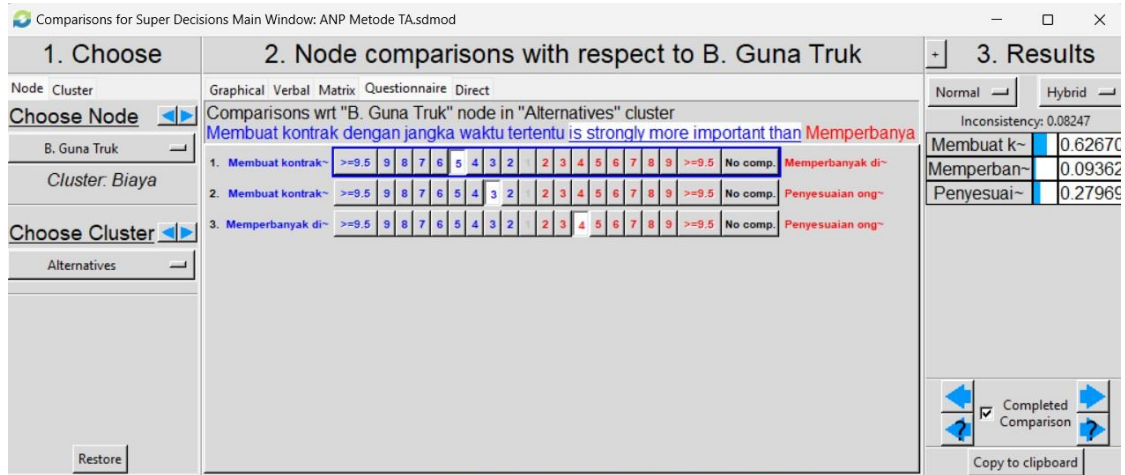 Comparisons for Super Decisions Main Window: ANP Metode TA.sdmod
1. Choose
Node Cluster
Choose Node
B. Guna Truk
Cluster: Biaya
Choose Cluster
Alternatives
Restore
2. Node comparisons with respect to B. Guna Truk
Graphical Verbal Matrix Questionnaire Direct
Comparisons wrt "B. Guna Truk" node in "Alternatives" cluster
Membuat kontrak dengan jangka waktu tertentu is strongly more important than Memperbanya
1. Membuat kontrak~ >=9.5 9 8 7 6 5 4 3 2 1 2 3 4 5 6 7 8 9 >=9.5 No comp. Memperbanyak di~
2. Membuat kontrak~ >=9.5 9 8 7 6 5 4 3 2 1 2 3 4 5 6 7 8 9 >=9.5 No comp. Penyesuaian ong~
3. Memperbanyak di~ >=9.5 9 8 7 6 5 4 3 2 1 2 3 4 5 6 7 8 9 >=9.5 No comp. Penyesuaian ong~
+ 3. Results
Normal Hybrid
Inconsistency: 0.08247
Membuat k~ 0.62670
Memperban~ 0.09362
Penyesuai~ 0.27969
Completed
Comparison
? ?
Copy to clipboard